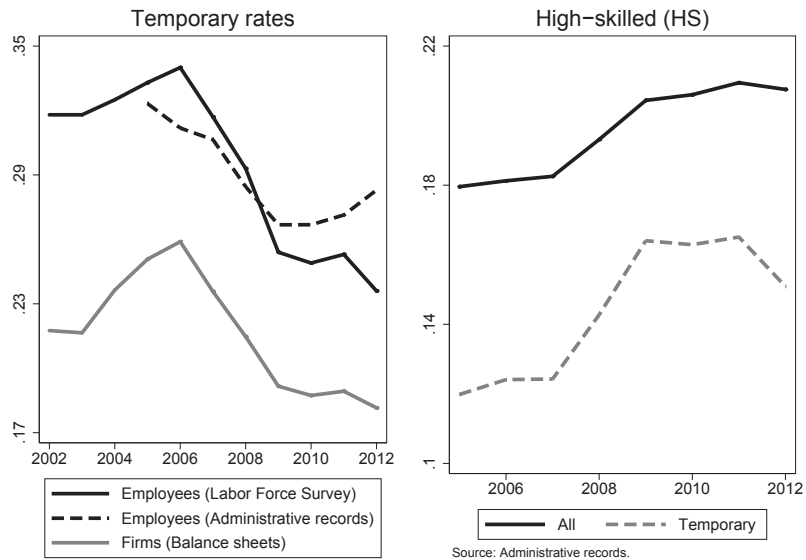 Temporary rates
.35
.29
.23
.17
2002 2004 2006 2008 2010 2012
Employees (Labor Force Survey)
Employees (Administrative records)
Firms (Balance sheets)
High−skilled (HS)
.22
.18
.14
.1
2006 2008 2010 2012
All Temporary
Source: Administrative records.